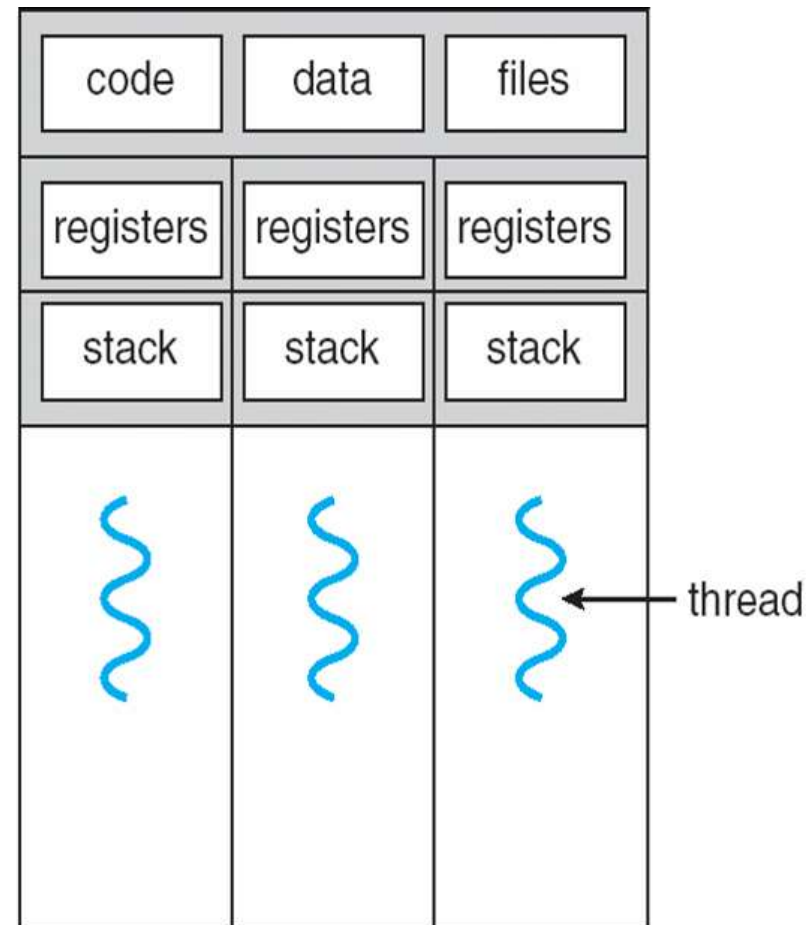 code data files
registers registers registers
stack stack stack
thread